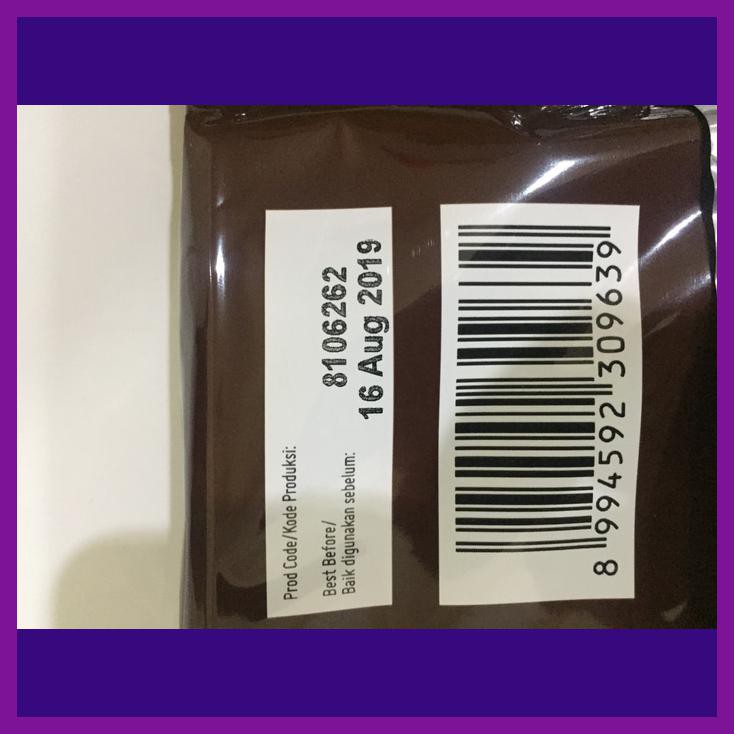 Prod Code/Kode Produksi:
8106262
Best Before/
Baik digunakan sebelum:
16 Aug 2019
8 994592 309639